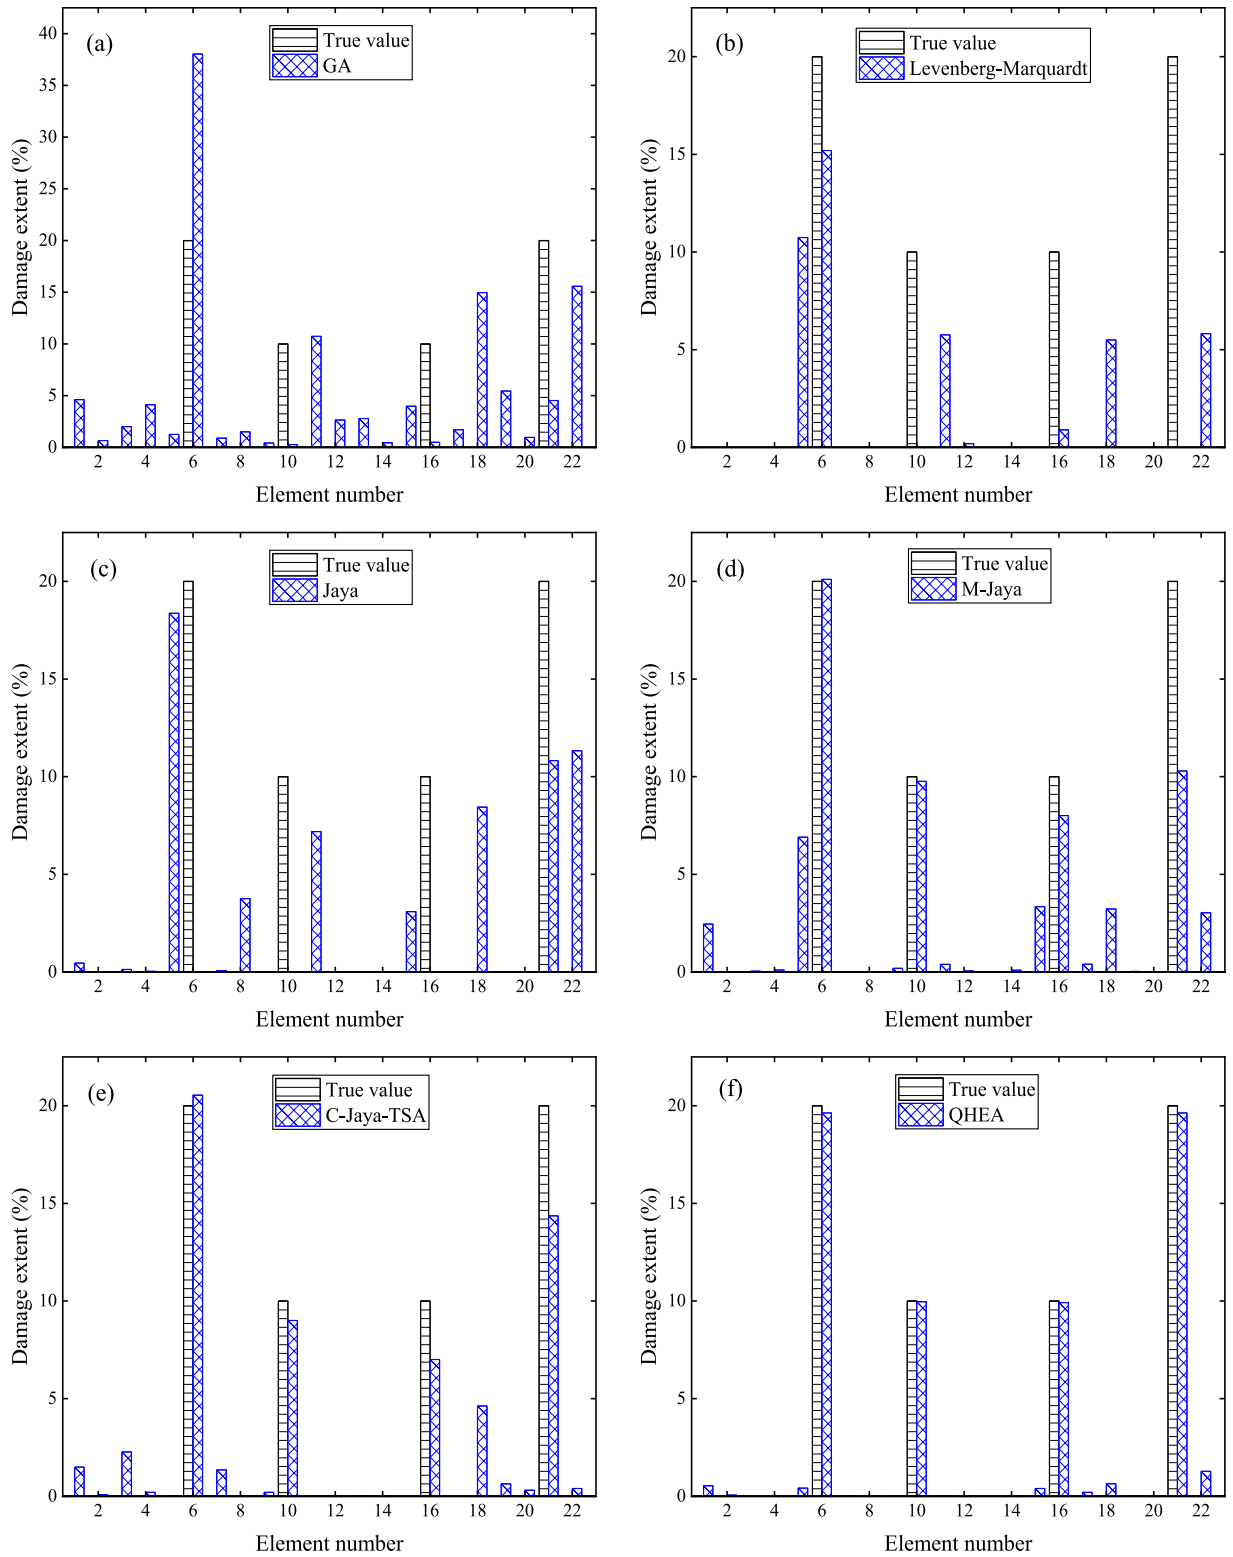 (a)
True value
GA
Damage extent (%)
40
35
30
25
20
15
10
5
0
2 4 6 8 10 12 14 16 18 20 22
Element number
(b)
True value
Levenberg-Marquardt
Damage extent (%)
20
15
10
5
0
2 4 6 8 10 12 14 16 18 20 22
Element number
(c)
True value
Jaya
Damage extent (%)
20
15
10
5
0
2 4 6 8 10 12 14 16 18 20 22
Element number
(d)
True value
M-Jaya
Damage extent (%)
20
15
10
5
0
2 4 6 8 10 12 14 16 18 20 22
Element number
(e)
True value
C-Jaya-TSA
Damage extent (%)
20
15
10
5
0
2 4 6 8 10 12 14 16 18 20 22
Element number
(f)
True value
QHEA
Damage extent (%)
20
15
10
5
0
2 4 6 8 10 12 14 16 18 20 22
Element number